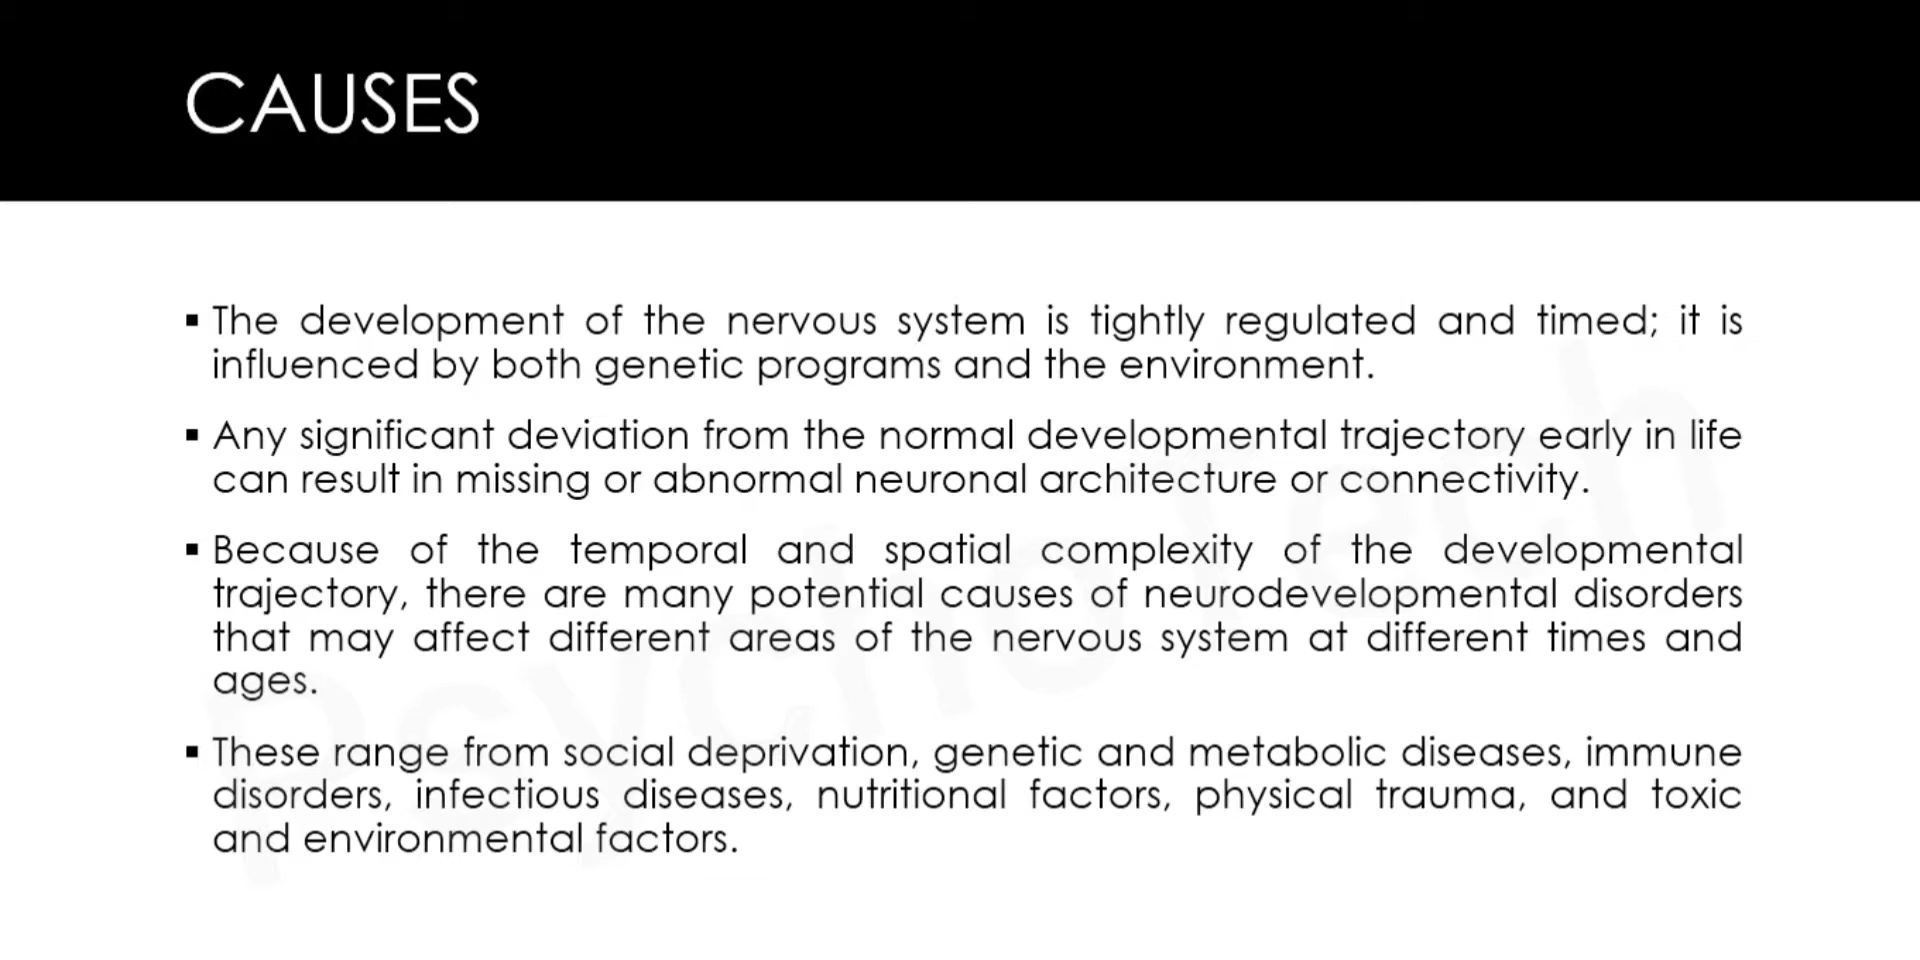 CAUSES
▪ The development of the nervous system is tightly regulated and timed; it is
influenced by both genetic programs and the environment.
▪ Any significant deviation from the normal developmental trajectory early in life
can result in missing or abnormal neuronal architecture or connectivity.
▪ Because of the temporal and spatial complexity of the developmental
trajectory, there are many potential causes of neurodevelopmental disorders
that may affect different areas of the nervous system at different times and
ages.
▪ These range from social deprivation, genetic and metabolic diseases, immune
disorders, infectious diseases, nutritional factors, physical trauma, and toxic
and environmental factors.
PsychoTech